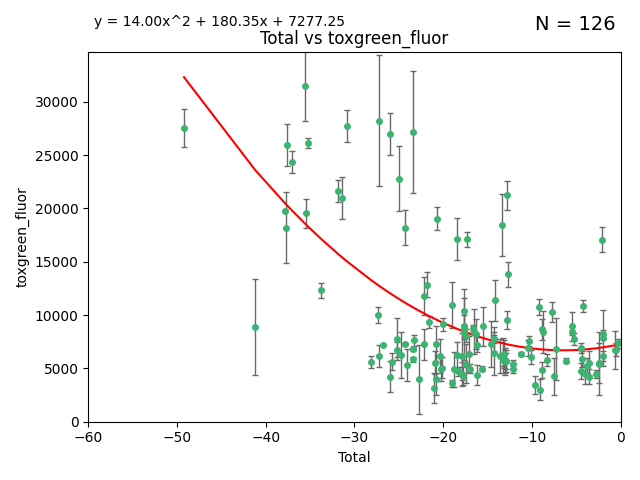 y = 14.00x^2 + 180.35x + 7277.25
N = 126
Total vs toxgreen_fluor
30000
25000
20000
15000
10000
5000
0
toxgreen_fluor
−60
−50
−40
−30
−20
−10
0
Total